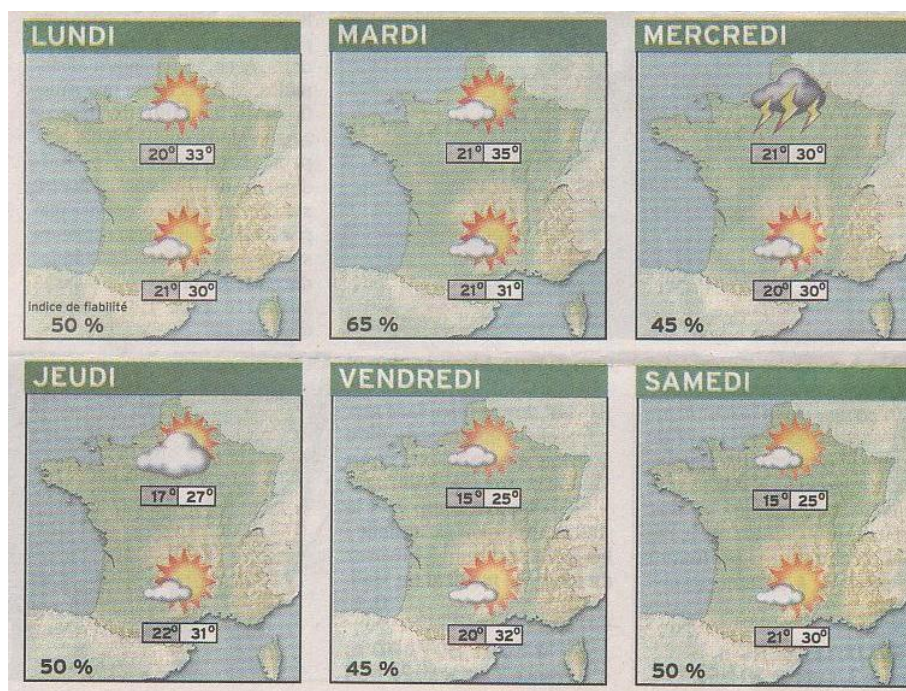 LUNDI
20° 33°
21° 30°
indice de fiabilité
50 %
MARDI
21° 35°
21° 31°
65 %
MERCREDI
21° 30°
20° 30°
45 %
JEUDI
17° 27°
22° 31°
50 %
VENDREDI
15° 25°
20° 32°
45 %
SAMEDI
15° 25°
21° 30°
50 %